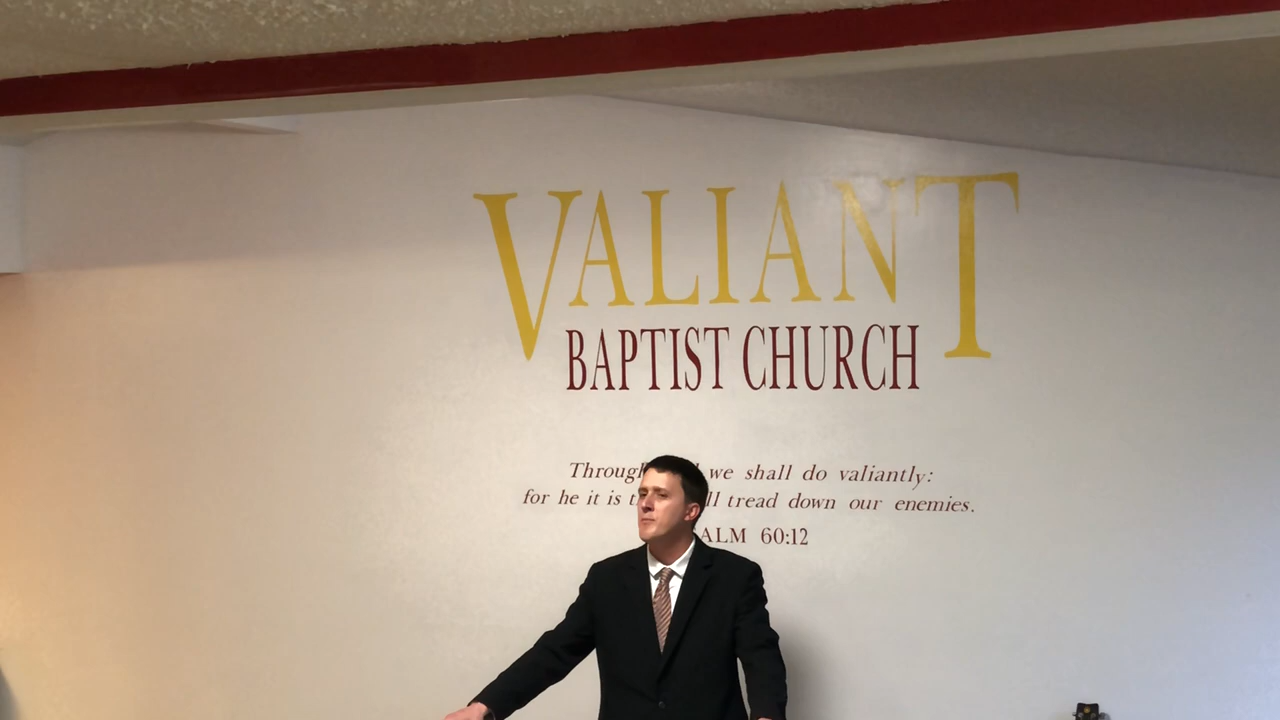 VALIANT
BAPTIST CHURCH
Through we shall do valiantly:
for he it is tread down our enemies.
60:12